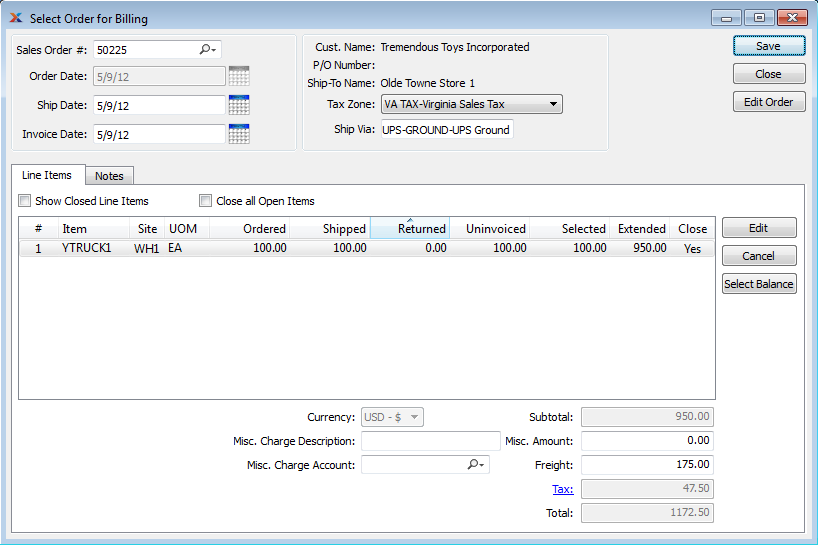 Select Order for Billing
Sales Order #: 50225
Order Date: 5/9/12
Ship Date: 5/9/12
Invoice Date: 5/9/12
Cust. Name: Tremendous Toys Incorporated
P/O Number:
Ship-To Name: Olde Towne Store 1
Tax Zone: VA TAX-Virginia Sales Tax
Ship Via: UPS-GROUND-UPS Ground
Save
Close
Edit Order
Line Items Notes
Show Closed Line Items Close all Open Items
# Item Site UOM Ordered Shipped Returned Uninvoiced Selected Extended Close
1 YTRUCK1 WH1 EA 100.00 100.00 0.00 100.00 100.00 950.00 Yes
Edit
Cancel
Select Balance
Currency: USD - $ Subtotal: 950.00
Misc. Charge Description: Misc. Amount: 0.00
Misc. Charge Account: Freight: 175.00
Tax: 47.50
Total: 1172.50